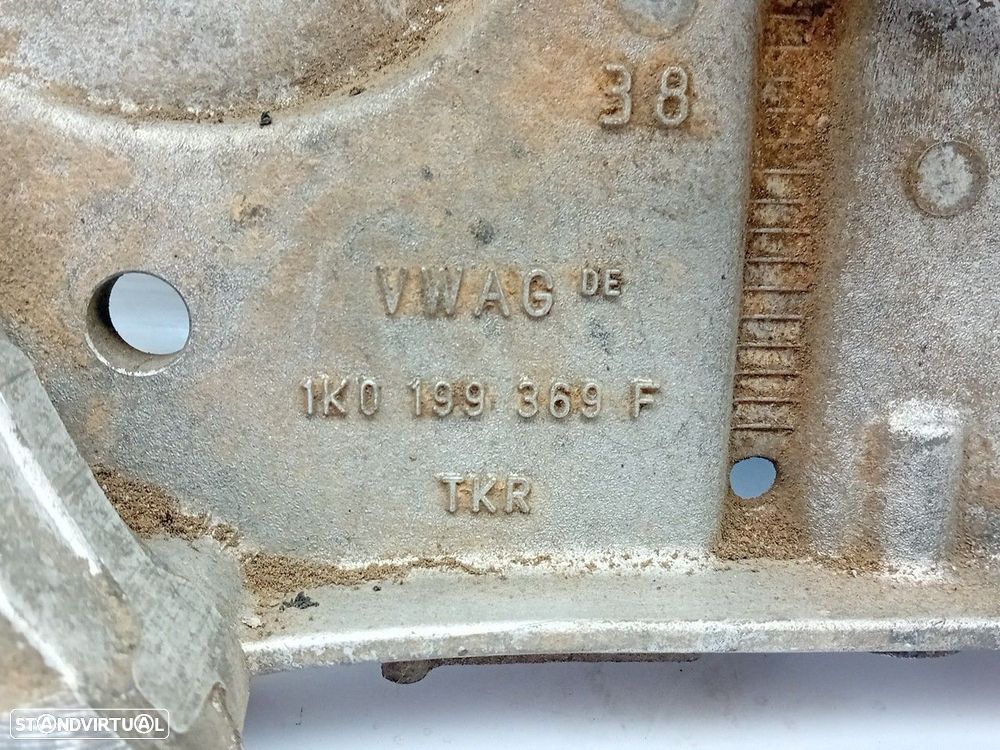 38
VWAG DE
1K0 199 369 F
TKR
STANDVIRTUAL